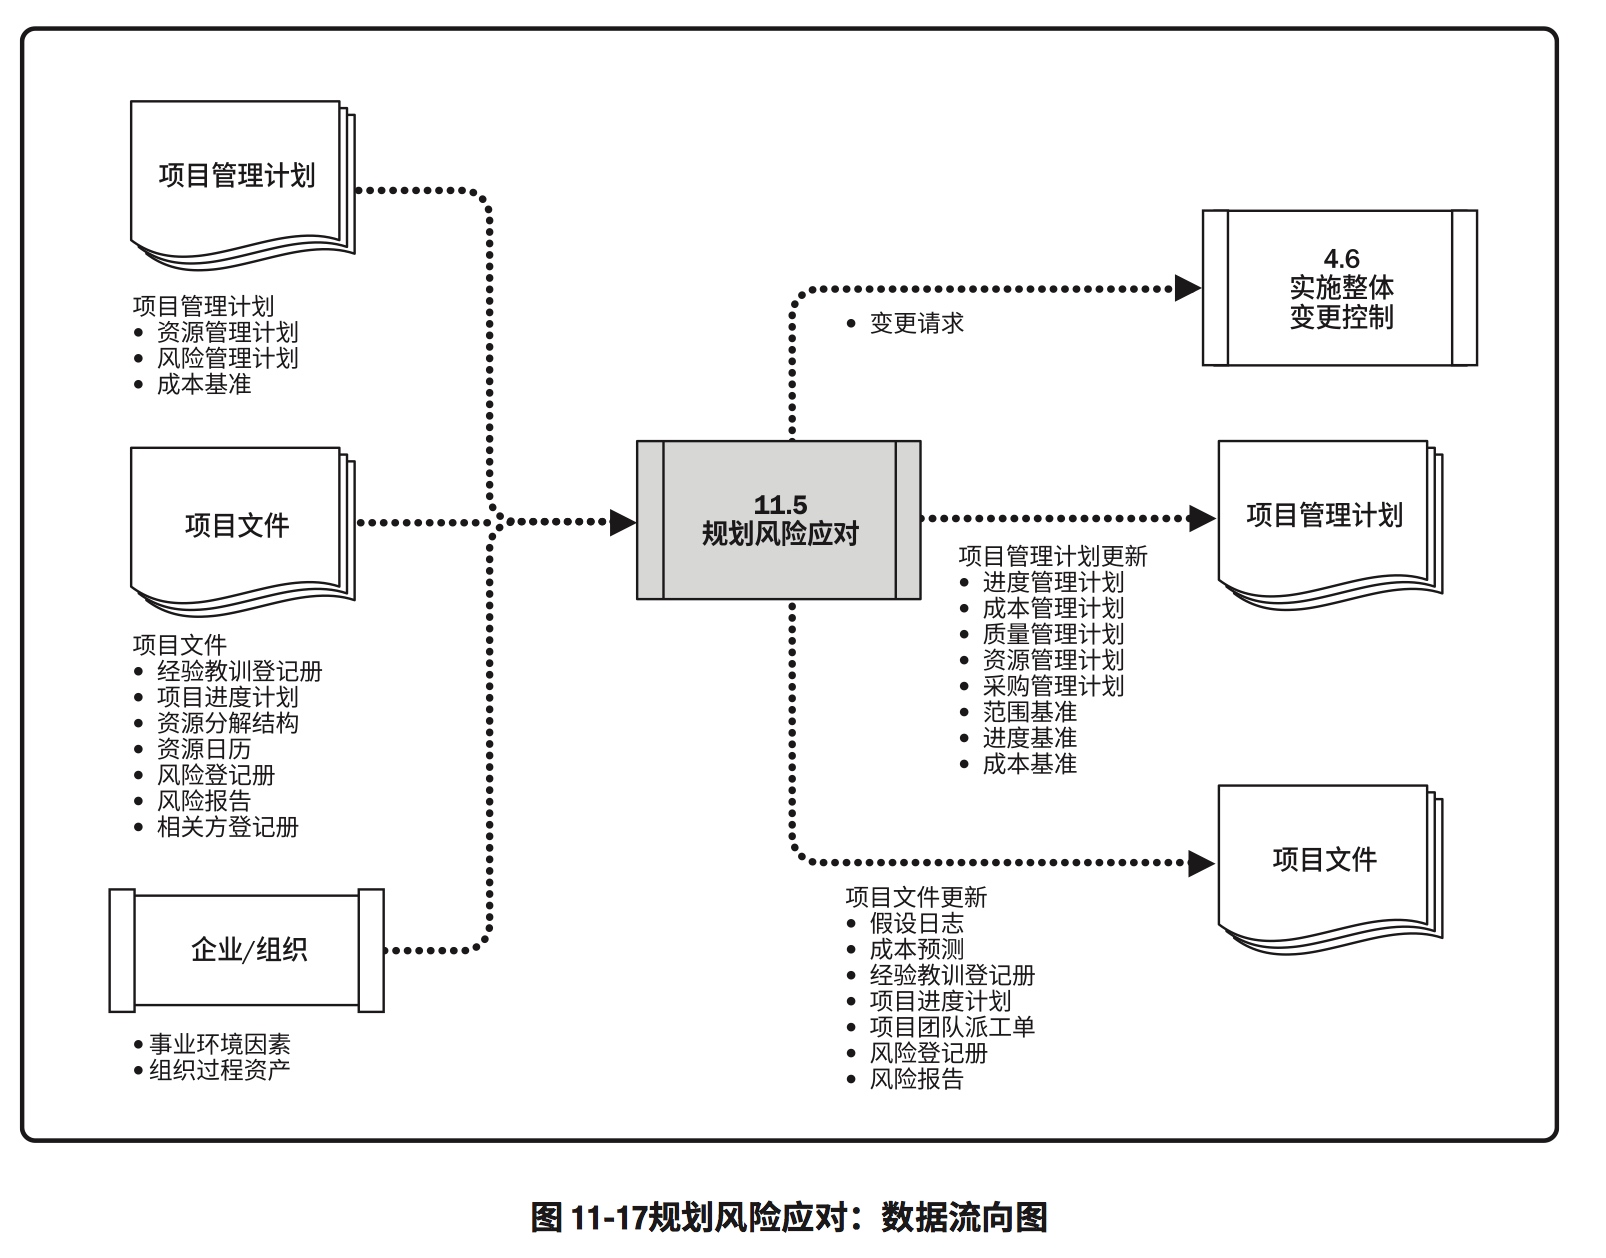 项目管理计划
项目管理计划
• 资源管理计划
• 风险管理计划
• 成本基准
项目文件
项目文件
• 经验教训登记册
• 项目进度计划
• 资源分解结构
• 资源日历
• 风险登记册
• 风险报告
• 相关方登记册
企业/组织
• 事业环境因素
• 组织过程资产
11.5
规划风险应对
• 变更请求
4.6
实施整体
变更控制
项目管理计划
项目管理计划更新
• 进度管理计划
• 成本管理计划
• 质量管理计划
• 资源管理计划
• 采购管理计划
• 范围基准
• 进度基准
• 成本基准
项目文件
项目文件更新
• 假设日志
• 成本预测
• 经验教训登记册
• 项目进度计划
• 项目团队派工单
• 风险登记册
• 风险报告
图 11-17规划风险应对：数据流向图